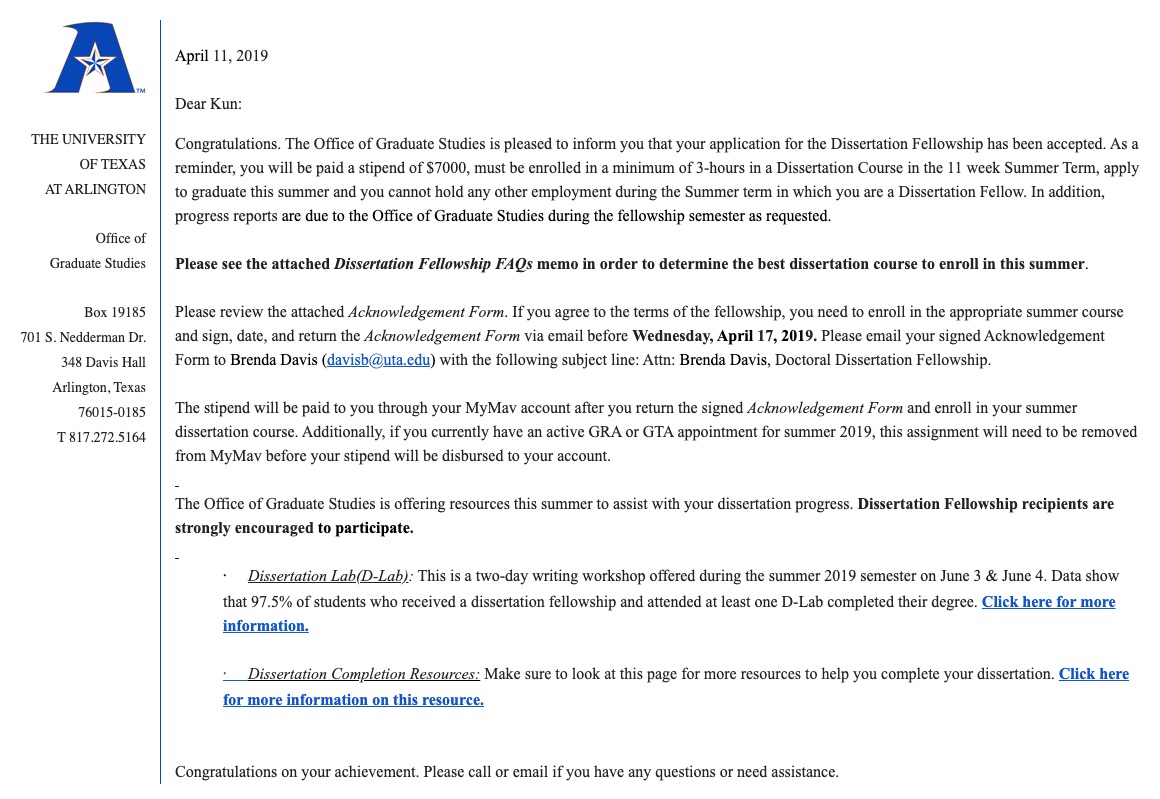 TM
THE UNIVERSITY
OF TEXAS
AT ARLINGTON
Office of
Graduate Studies
Box 19185
701 S. Nedderman Dr.
348 Davis Hall
Arlington, Texas
76015-0185
T 817.272.5164
April 11, 2019
Dear Kun:
Congratulations. The Office of Graduate Studies is pleased to inform you that your application for the Dissertation Fellowship has been accepted. As a
reminder, you will be paid a stipend of $7000, must be enrolled in a minimum of 3-hours in a Dissertation Course in the 11 week Summer Term, apply
to graduate this summer and you cannot hold any other employment during the Summer term in which you are a Dissertation Fellow. In addition,
progress reports are due to the Office of Graduate Studies during the fellowship semester as requested.
Please see the attached Dissertation Fellowship FAQs memo in order to determine the best dissertation course to enroll in this summer.
Please review the attached Acknowledgement Form. If you agree to the terms of the fellowship, you need to enroll in the appropriate summer course
and sign, date, and return the Acknowledgement Form via email before Wednesday, April 17, 2019. Please email your signed Acknowledgement
Form to Brenda Davis (davisb@uta.edu) with the following subject line: Attn: Brenda Davis, Doctoral Dissertation Fellowship.
The stipend will be paid to you through your MyMav account after you return the signed Acknowledgement Form and enroll in your summer
dissertation course. Additionally, if you currently have an active GRA or GTA appointment for summer 2019, this assignment will need to be removed
from MyMav before your stipend will be disbursed to your account.
The Office of Graduate Studies is offering resources this summer to assist with your dissertation progress. Dissertation Fellowship recipients are
strongly encouraged to participate.
· Dissertation Lab(D-Lab): This is a two-day writing workshop offered during the summer 2019 semester on June 3 & June 4. Data show
that 97.5% of students who received a dissertation fellowship and attended at least one D-Lab completed their degree. Click here for more
information.
· Dissertation Completion Resources: Make sure to look at this page for more resources to help you complete your dissertation. Click here
for more information on this resource.
Congratulations on your achievement. Please call or email if you have any questions or need assistance.